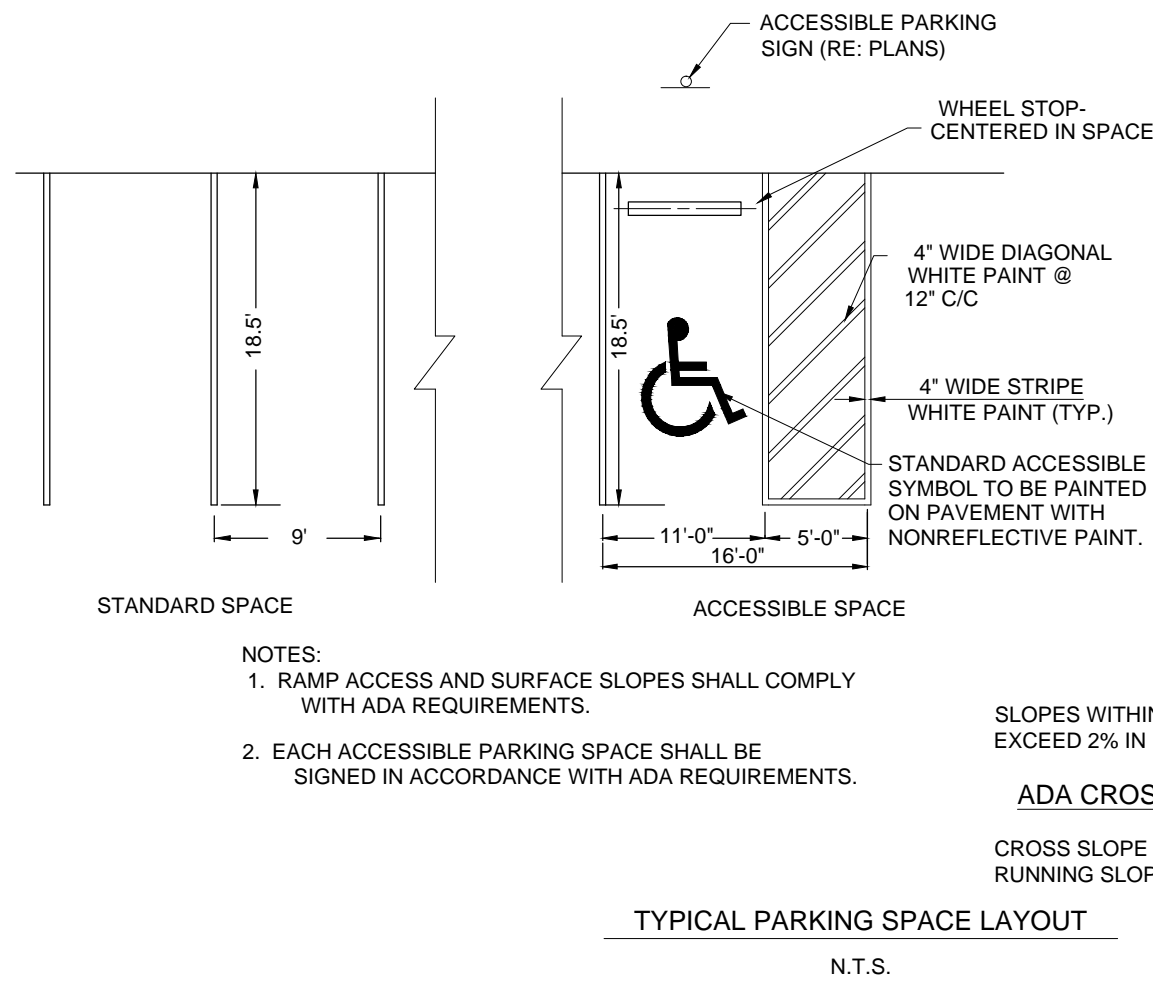 ACCESSIBLE PARKING
SIGN (RE: PLANS)
WHEEL STOP-
CENTERED IN SPACE
4" WIDE DIAGONAL
WHITE PAINT @
12" C/C
18.5'
18.5'
4" WIDE STRIPE
WHITE PAINT (TYP.)
STANDARD ACCESSIBLE
SYMBOL TO BE PAINTED
ON PAVEMENT WITH
NONREFLECTIVE PAINT.
9'
11'-0"
5'-0"
16'-0"
STANDARD SPACE
ACCESSIBLE SPACE
NOTES:
1. RAMP ACCESS AND SURFACE SLOPES SHALL COMPLY
WITH ADA REQUIREMENTS.
2. EACH ACCESSIBLE PARKING SPACE SHALL BE
SIGNED IN ACCORDANCE WITH ADA REQUIREMENTS.
SLOPES WITHIN
EXCEED 2% IN
ADA CROS
CROSS SLOPE
RUNNING SLOP
TYPICAL PARKING SPACE LAYOUT
N.T.S.